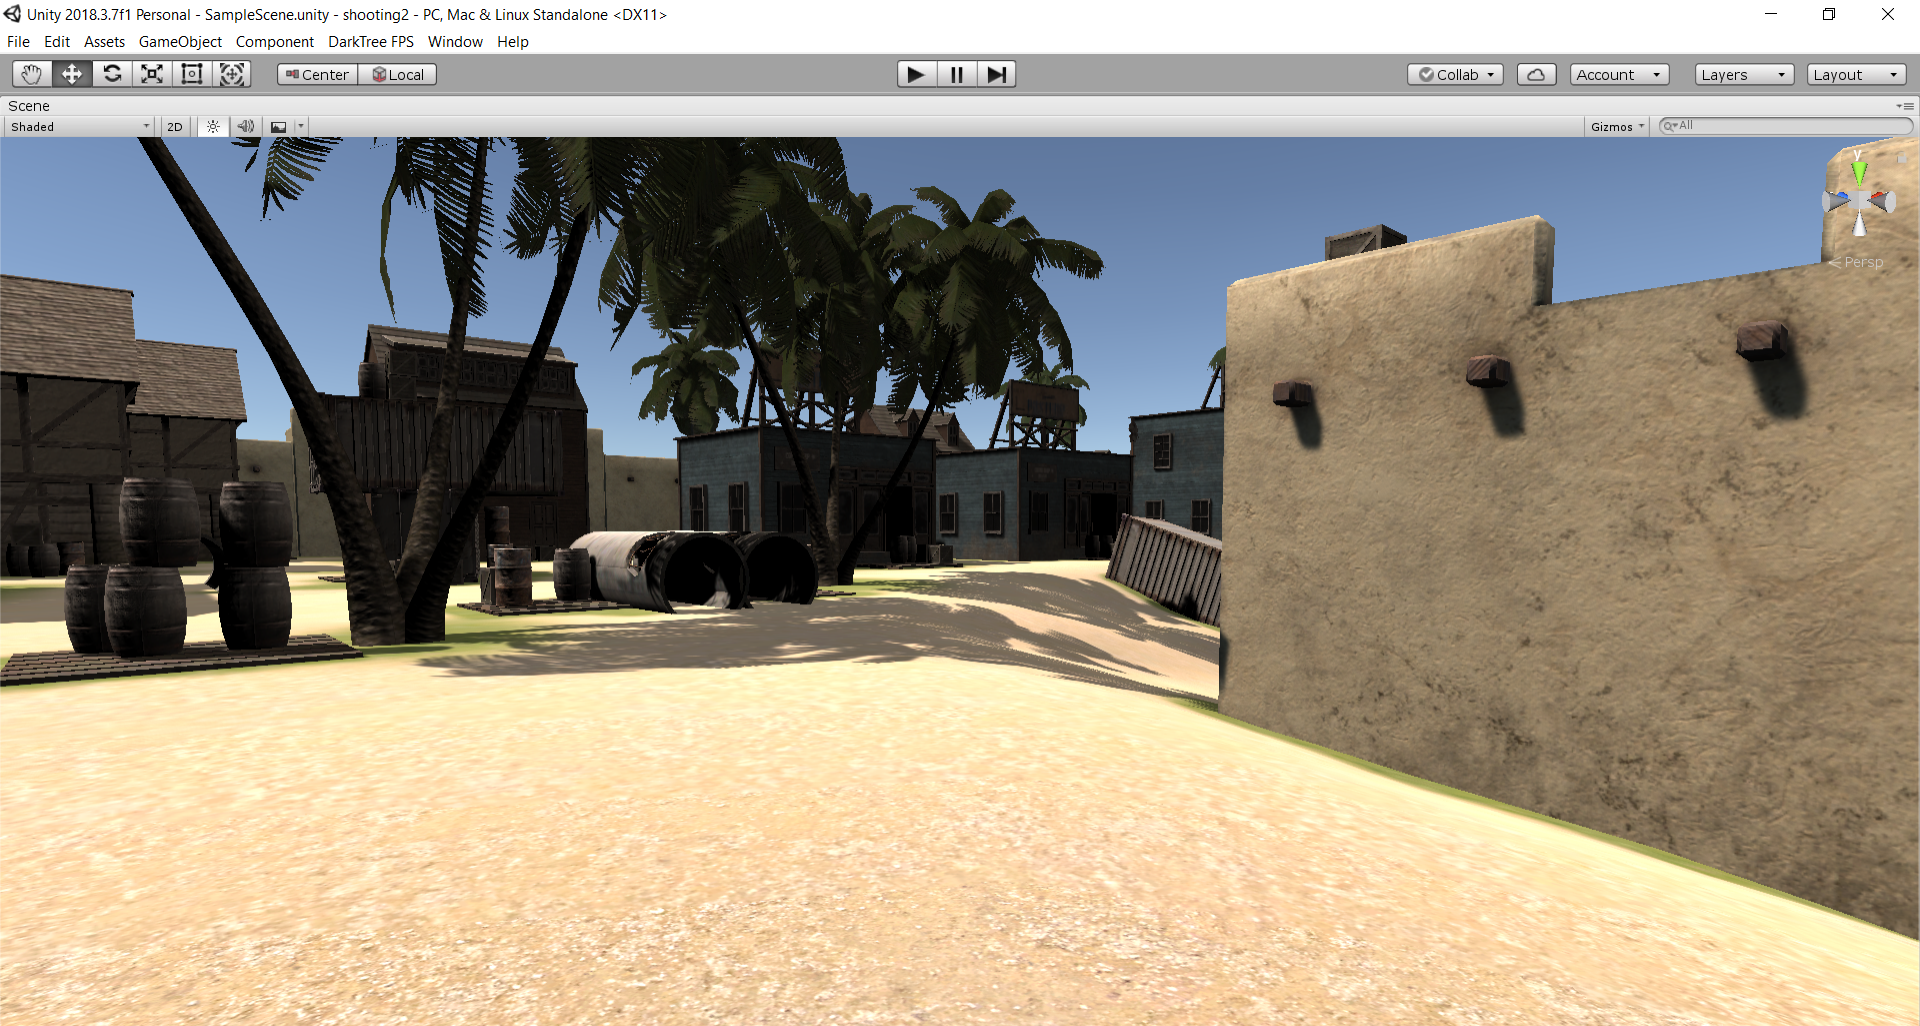 Unity 2018.3.7f1 Personal - SampleScene.unity - shooting2 - PC, Mac & Linux Standalone <DX11>
File Edit Assets GameObject Component DarkTree FPS Window Help
Center Local Collab Account Layers Layout
Scene
Shaded 2D Gizmos All
y
Persp